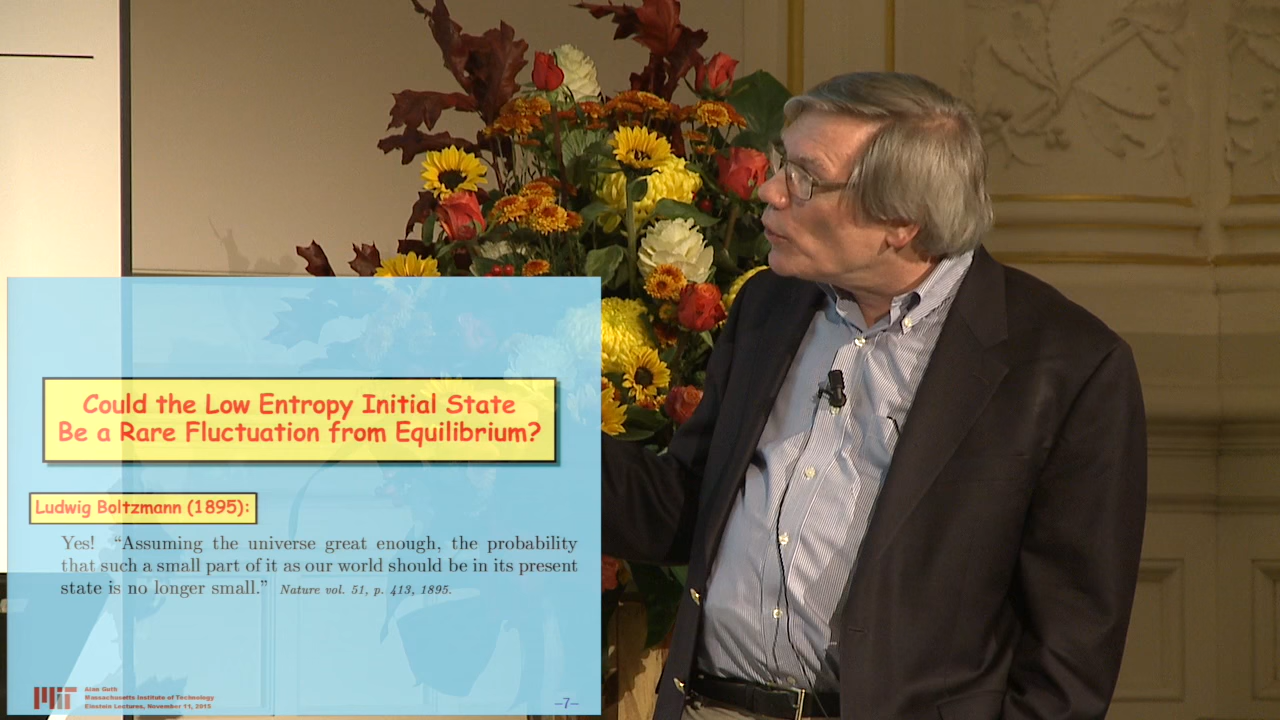 Could the Low Entropy Initial State
Be a Rare Fluctuation from Equilibrium?
Ludwig Boltzmann (1895):
Yes! “Assuming the universe great enough, the probability
that such a small part of it as our world should be in its present
state is no longer small.” Nature vol. 51, p. 413, 1895.
MIT
Alan Guth
Massachusetts Institute of Technology
Einstein Lectures, November 11, 2015
–7–